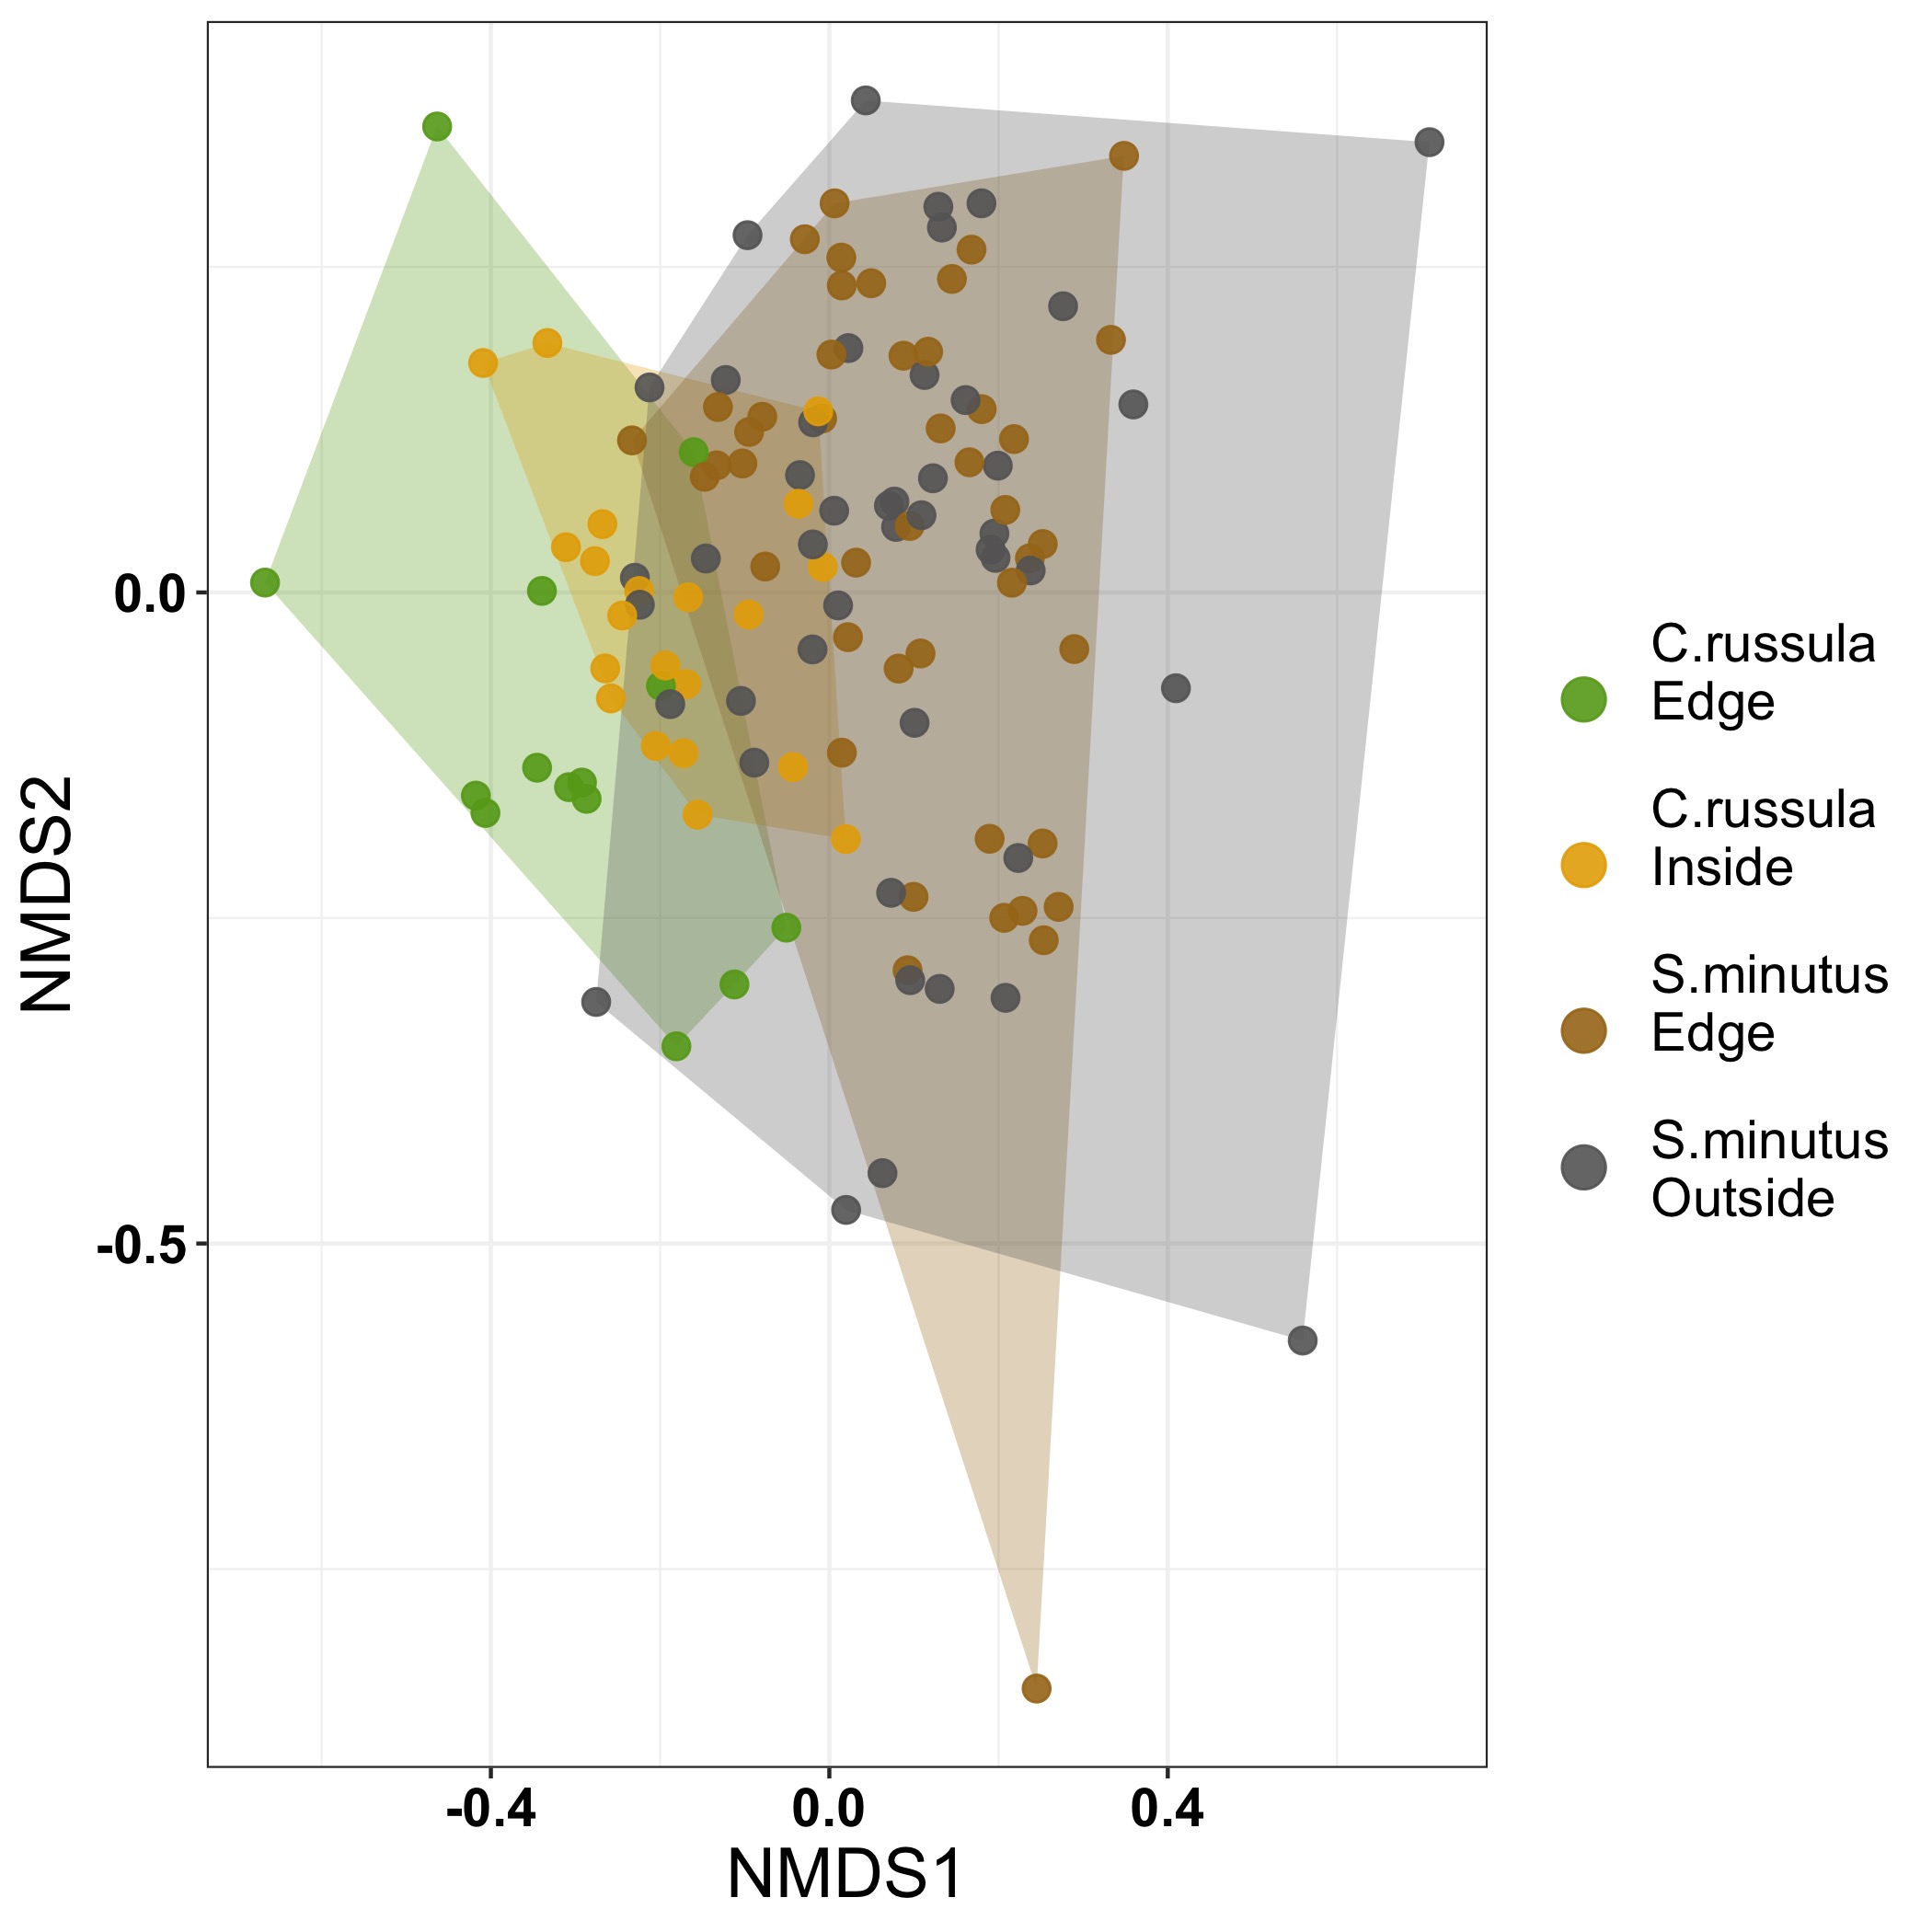 NMDS2
0.0
-0.5
-0.4
0.0
0.4
NMDS1
C.russula
Edge
C.russula
Inside
S.minutus
Edge
S.minutus
Outside